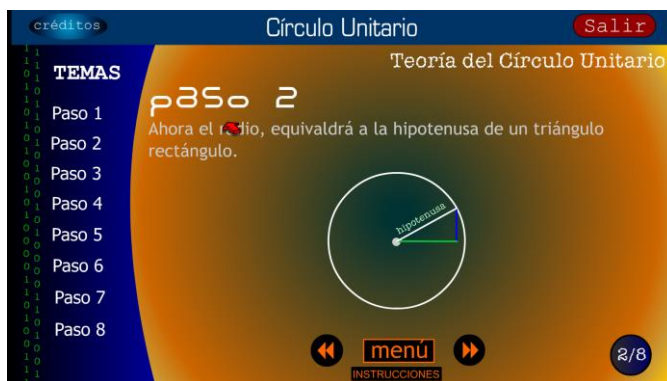 créditos
Círculo Unitario
Salir
Teoría del Círculo Unitario
TEMAS
Paso 1
Paso 2
Paso 3
Paso 4
Paso 5
Paso 6
Paso 7
Paso 8
paso 2
Ahora el radio, equivaldrá a la hipotenusa de un triángulo
rectángulo.
hipotenusa
menú
INSTRUCCIONES
2/8